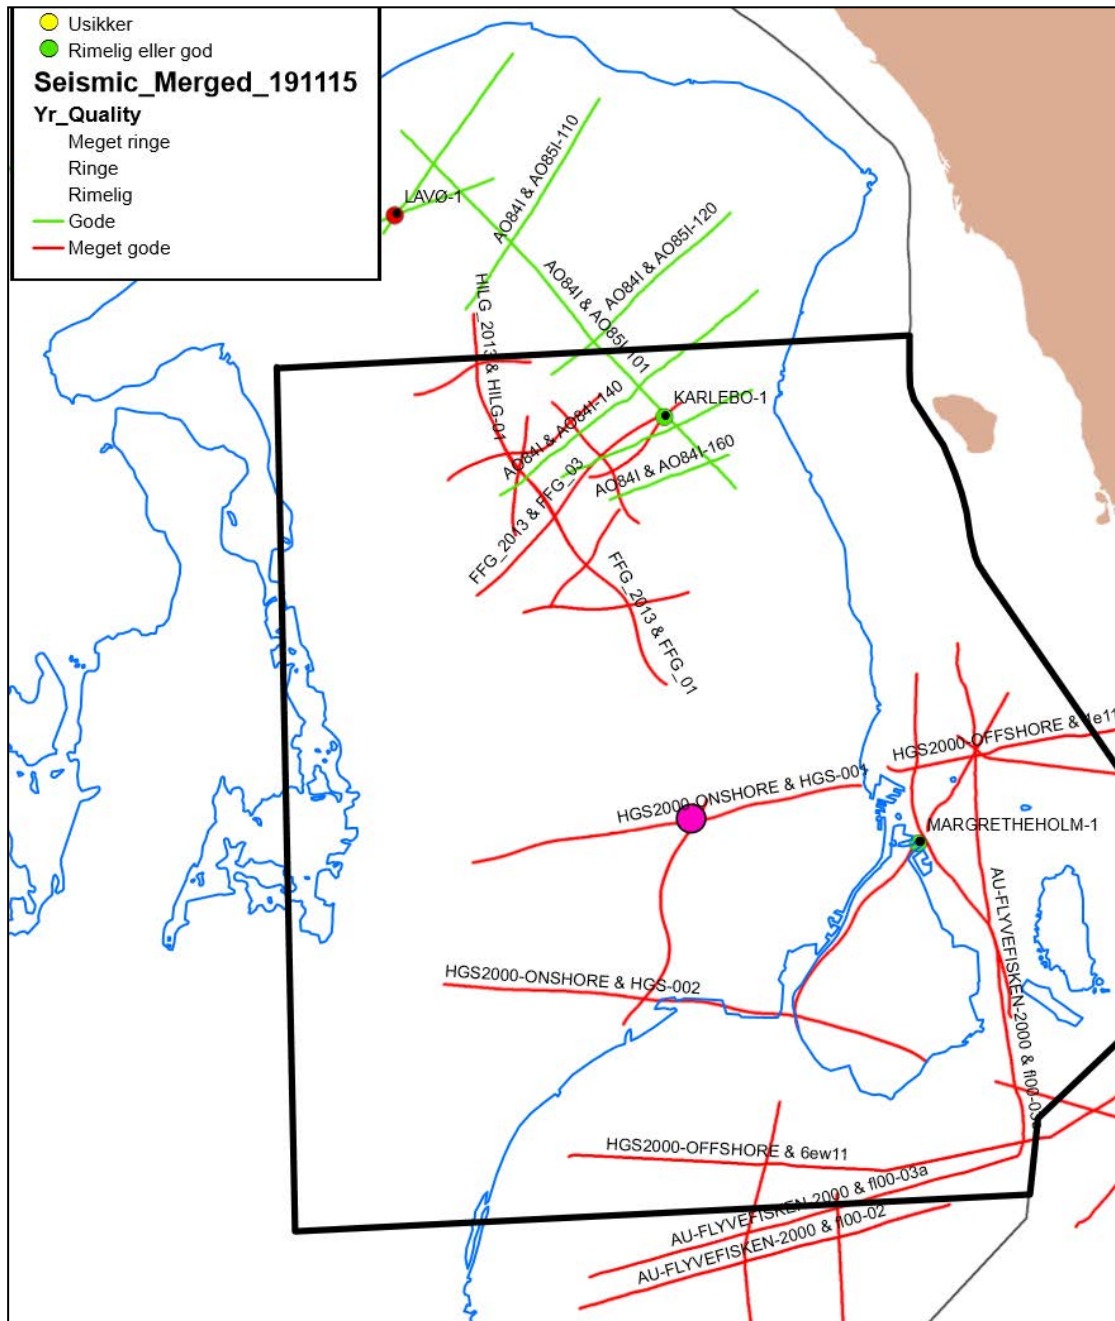 Usikker
Rimelig eller god
Seismic_Merged_191115
Yr_Quality
Meget ringe
Ringe
Rimelig
Gode
Meget gode
LAVØ-1
AO84I & AO85I-110
AO84I & AO85I-120
AO84I & AO85I-101
HILG_2013 & HILG-01
KARLEBO-1
AO84I & AO84I-140
AO84I & AO84I-160
FFG_2013 & FFG_03
FFG_2013 & FFG_01
HGS2000-OFFSHORE & 1e11
HGS2000-ONSHORE & HGS-001
MARGRETHEHOLM-1
AU-FLYVEFISKEN-2000 & fl00-03a
HGS2000-ONSHORE & HGS-002
HGS2000-OFFSHORE & 6ew11
AU-FLYVEFISKEN-2000 & fl00-03a
AU-FLYVEFISKEN-2000 & fl00-02